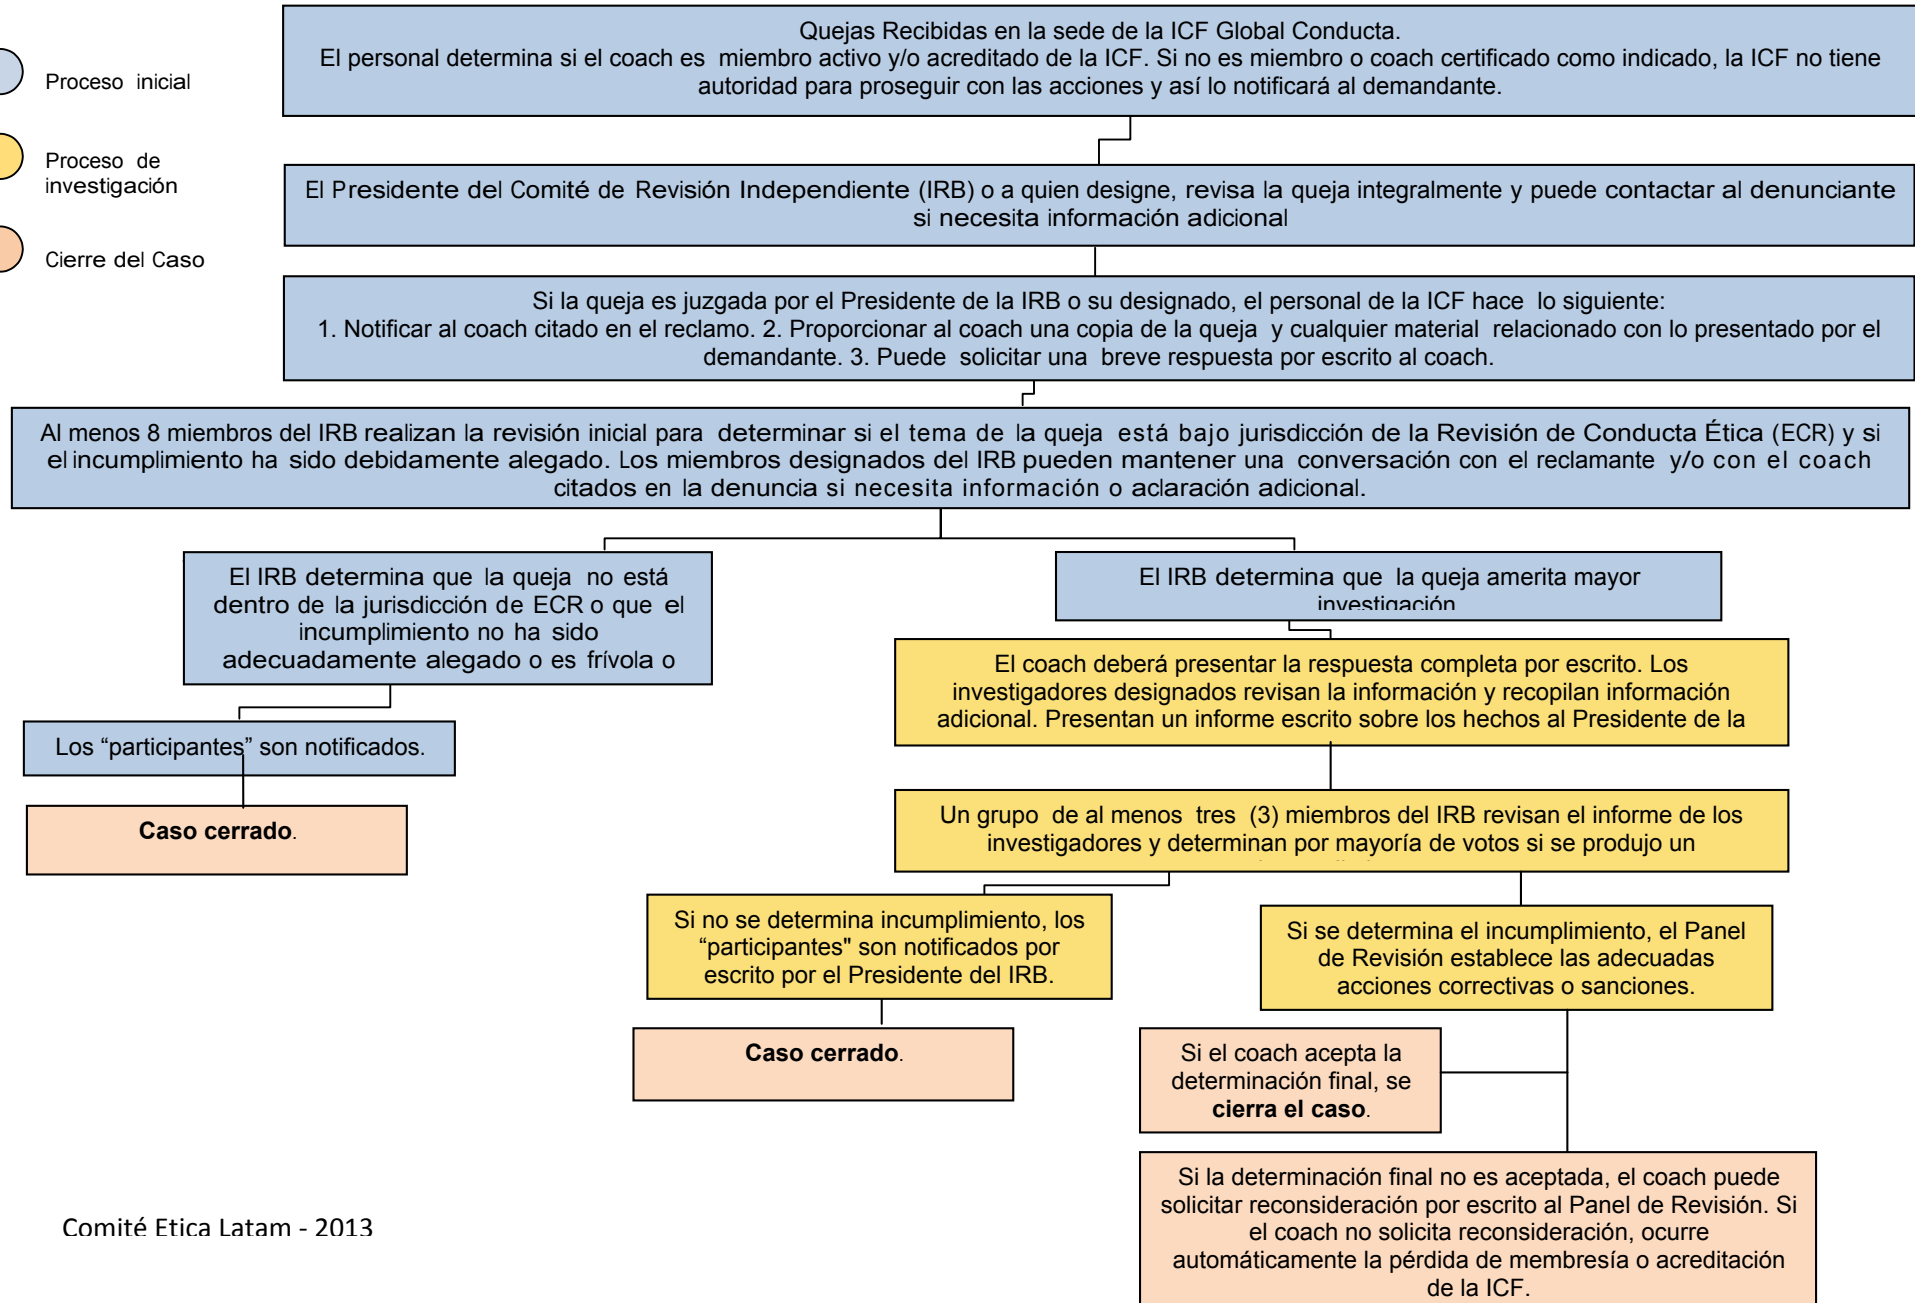 Quejas Recibidas en la sede de la ICF Global Conducta.
El personal determina si el coach es miembro activo y/o acreditado de la ICF. Si no es miembro o coach certificado como indicado, la ICF no tiene
autoridad para proseguir con las acciones y así lo notificará al demandante.
Proceso inicial
Proceso de
investigación
Cierre del Caso
El Presidente del Comité de Revisión Independiente (IRB) o a quien designe, revisa la queja integralmente y puede contactar al denunciante
si necesita información adicional
Si la queja es juzgada por el Presidente de la IRB o su designado, el personal de la ICF hace lo siguiente:
1. Notificar al coach citado en el reclamo. 2. Proporcionar al coach una copia de la queja y cualquier material relacionado con lo presentado por el
demandante. 3. Puede solicitar una breve respuesta por escrito al coach.
Al menos 8 miembros del IRB realizan la revisión inicial para determinar si el tema de la queja está bajo jurisdicción de la Revisión de Conducta Ética (ECR) y si
el incumplimiento ha sido debidamente alegado. Los miembros designados del IRB pueden mantener una conversación con el reclamante y/o con el coach
citados en la denuncia si necesita información o aclaración adicional.
El IRB determina que la queja no está
dentro de la jurisdicción de ECR o que el
incumplimiento no ha sido
adecuadamente alegado o es frívola o
Los “participantes” son notificados.
Caso cerrado.
El IRB determina que la queja amerita mayor
investigación
El coach deberá presentar la respuesta completa por escrito. Los
investigadores designados revisan la información y recopilan información
adicional. Presentan un informe escrito sobre los hechos al Presidente de la
Un grupo de al menos tres (3) miembros del IRB revisan el informe de los
investigadores y determinan por mayoría de votos si se produjo un
Si no se determina incumplimiento, los
“participantes" son notificados por
escrito por el Presidente del IRB.
Caso cerrado.
Si se determina el incumplimiento, el Panel
de Revisión establece las adecuadas
acciones correctivas o sanciones.
Si el coach acepta la
determinación final, se
cierra el caso.
Si la determinación final no es aceptada, el coach puede
solicitar reconsideración por escrito al Panel de Revisión. Si
el coach no solicita reconsideración, ocurre
automáticamente la pérdida de membresía o acreditación
de la ICF.
Comité Etica Latam - 2013